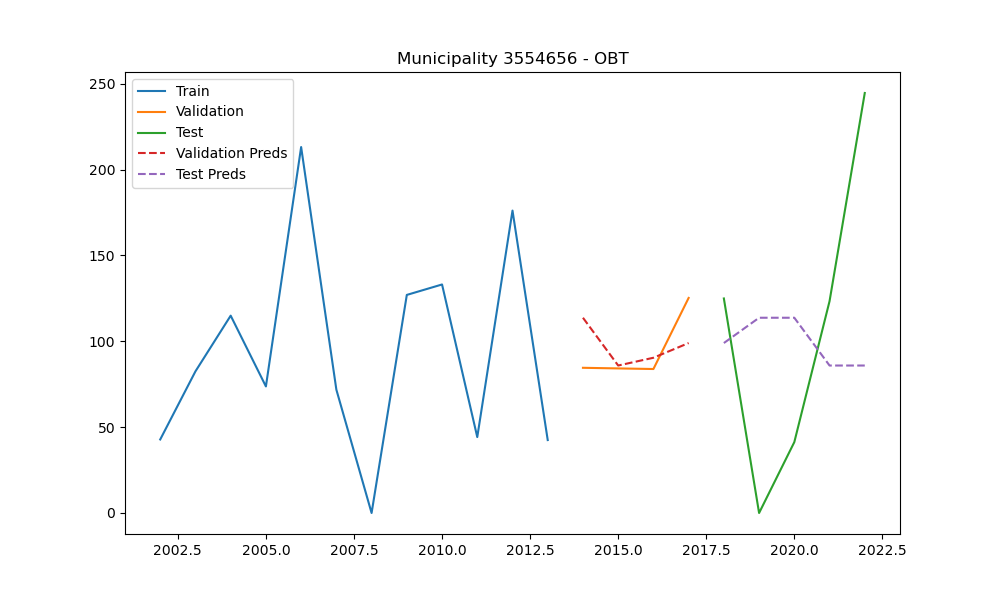 Municipality 3554656 - OBT
Train
Validation
Test
Validation Preds
Test Preds
250
200
150
100
50
0
2002.5 2005.0 2007.5 2010.0 2012.5 2015.0 2017.5 2020.0 2022.5